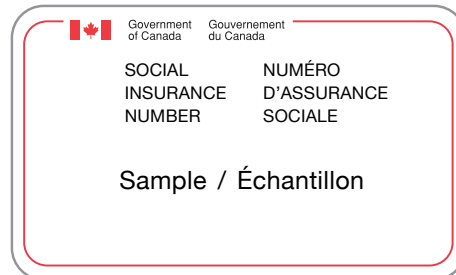 Government Gouvernement
of Canada du Canada
SOCIAL NUMÉRO
INSURANCE D'ASSURANCE
NUMBER SOCIALE
Sample / Échantillon